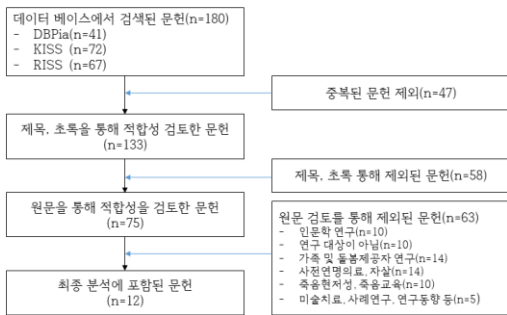 데이터 베이스에서 검색된 문헌(n=180)
- DBPia(n=41)
- KISS (n=72)
- RISS (n=67)
중복된 문헌 제외(n=47)
제목, 초록을 통해 적합성 검토한 문헌
(n=133)
제목, 초록 통해 제외된 문헌(n=58)
원문을 통해 적합성을 검토한 문헌
(n=75)
원문 검토를 통해 제외된 문헌(n=63)
- 인문학 연구(n=10)
- 연구 대상이 아님(n=10)
- 가족 및 돌봄제공자 연구(n=14)
- 사전연명의료, 자살(n=14)
- 죽음현저성, 죽음교육(n=10)
- 미술치료, 사례연구, 연구동향 등(n=5)
최종 분석에 포함된 문헌
(n=12)